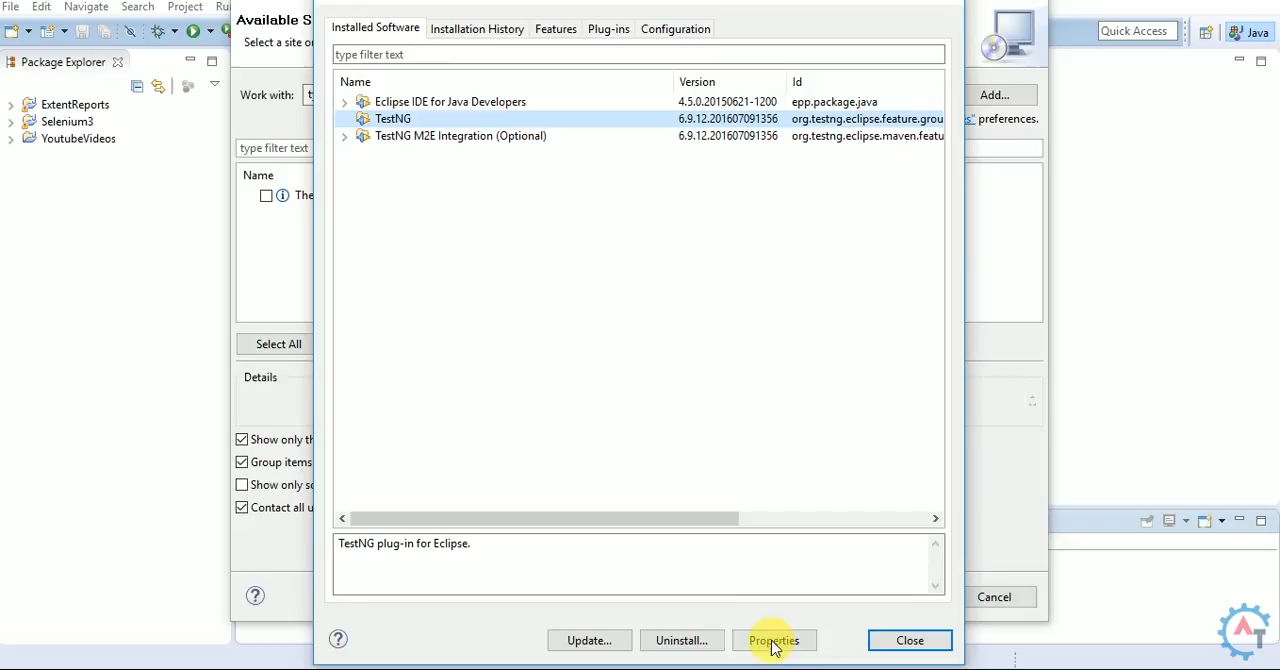 File Edit Navigate Search Project Ru
Quick Access
Java
Package Explorer
ExtentReports
Selenium3
YoutubeVideos
Available S
Select a site o
Work with:
Add...
preferences.
type filter text
Name
The
Select All
Details
Show only th
Group items
Show only so
Contact all u
Cancel
Installed Software Installation History Features Plug-ins Configuration
type filter text
Name Version Id
Eclipse IDE for Java Developers 4.5.0.20150621-1200 epp.package.java
TestNG 6.9.12.201607091356 org.testng.eclipse.feature.grou
TestNG M2E Integration (Optional) 6.9.12.201607091356 org.testng.eclipse.maven.featu
TestNG plug-in for Eclipse.
Update... Uninstall... Properties Close
AT